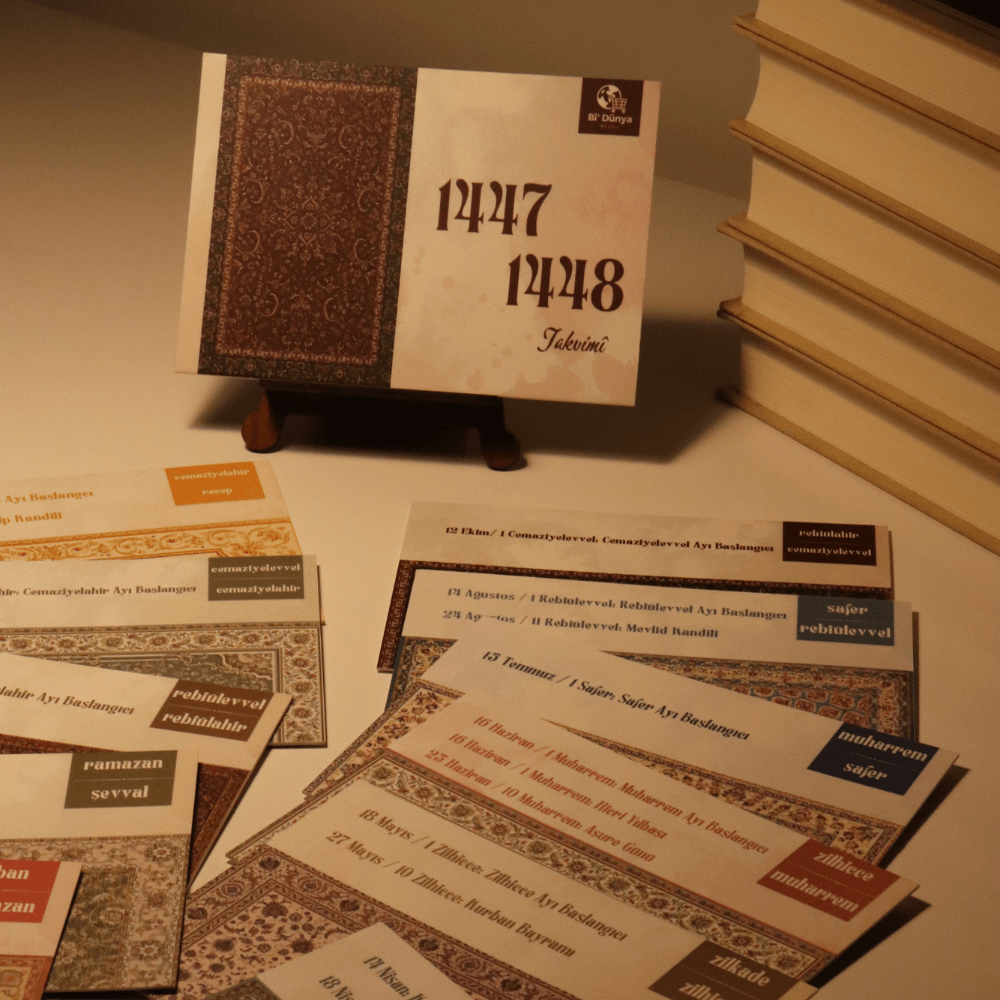 Bi' Dünya
1447
1448
Takvimî
cemaziyelahir
recep
Ayı Başlangıcı
Kandili
cemaziyelevvel
cemaziyelahir
Cemaziyelahir Ayı Başlangıcı
rebiülevvel
rebiülahir
Ayı Başlangıcı
ramazan
şevval
12 Ekim/ 1 Cemaziyelevvel: Cemaziyelevvel Ayı Başlangıcı
rebiülahir
cemaziyelevvel
14 Ağustos / 1 Rebiülevvel: Rebiülevvel Ayı Başlangıcı
24 Ağustos / 11 Rebiülevvel: Mevlid Kandili
safer
rebiülevvel
15 Temmuz / 1 Safer: Safer Ayı Başlangıcı
muharrem
safer
16 Haziran / 1 Muharrem: Muharrem Ayı Başlangıcı
16 Haziran / 1 Muharrem: Hicri Yılbaşı
25 Haziran / 10 Muharrem: Aşure Günü
zilhicce
muharrem
18 Mayıs / 1 Zilhicce: Zilhicce Ayı Başlangıcı
27 Mayıs / 10 Zilhicce: Kurban Bayramı
zilkade